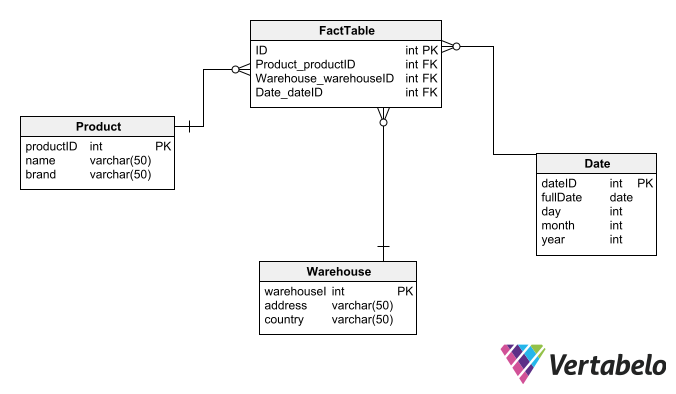 FactTable
ID int PK
Product_productID int FK
Warehouse_warehouseID int FK
Date_dateID int FK
Product
productID int PK
name varchar(50)
brand varchar(50)
Date
dateID int PK
fullDate date
day int
month int
year int
Warehouse
warehouseI int PK
address varchar(50)
country varchar(50)
Vertabelo